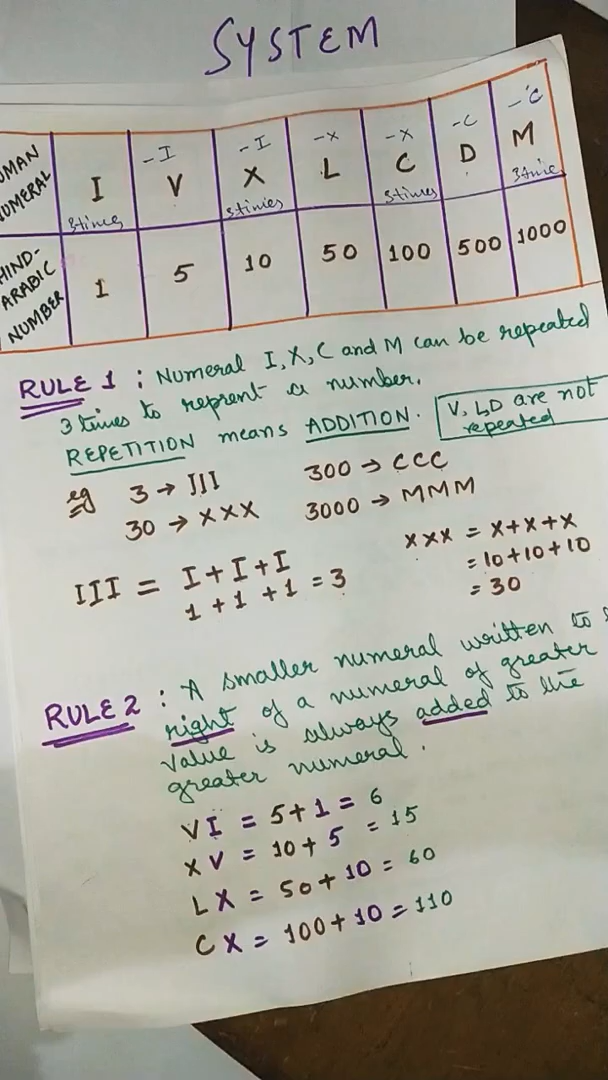 SYSTEM
-I -I -X -X -C -C
I V X L C D M
3times 3times 3times 3time
NUMERAL
HIND-
ARABIC
NUMBER
1 5 10 50 100 500 1000
RULE 1 : Numeral I, X, C and M can be repeated
3 times to reprent a number.
REPETITION means ADDITION. V, L, D are not
repeated
eg 3 → III 300 → CCC
30 → XXX 3000 → MMM
III = I + I + I XXX = X+X+X
1 + 1 + 1 = 3 = 10+10+10
= 30
RULE 2 : A smaller numeral written to
right of a numeral of greater
value is always added to the
greater numeral.
VI = 5+1 = 6
XV = 10+5 = 15
LX = 50+10 = 60
CX = 100+10 = 110